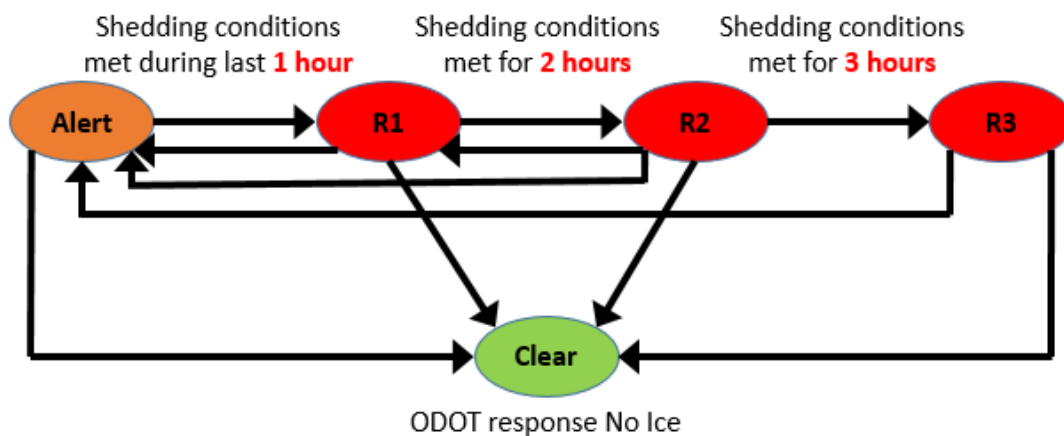 Shedding conditions
met during last 1 hour
Shedding conditions
met for 2 hours
Shedding conditions
met for 3 hours
Alert
R1
R2
R3
Clear
ODOT response No Ice